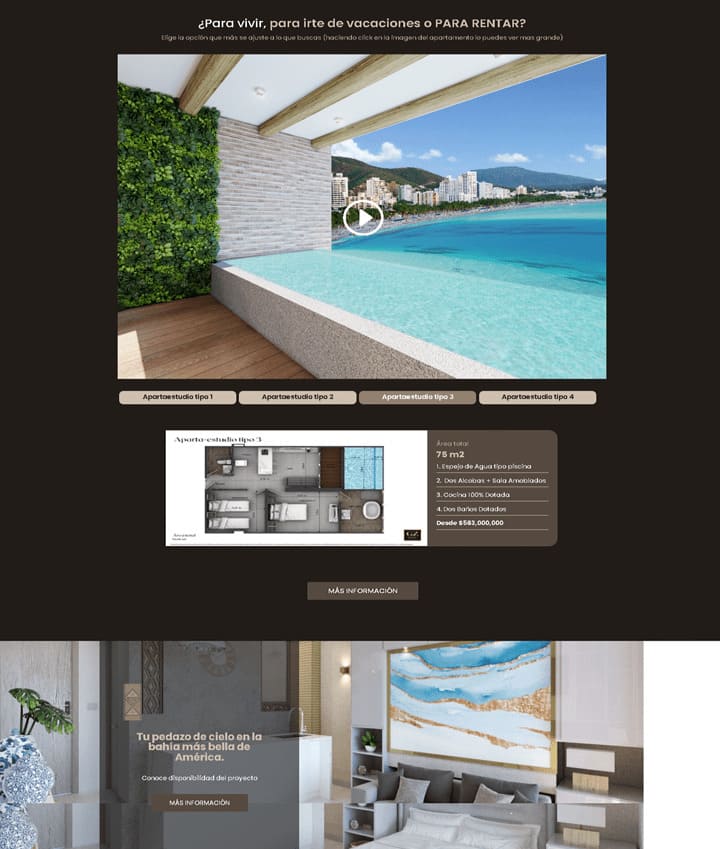 ¿Para vivir, para irte de vacaciones o PARA RENTAR?
Elige la opción que más se ajuste a lo que buscas (haciendo click en la imagen del apartamento lo puedes ver mas grande)
Apartaestudio tipo 1
Apartaestudio tipo 2
Apartaestudio tipo 3
Apartaestudio tipo 4
Aparta-estudio tipo 3
Área total
75 m2
1. Espejo de Agua tipo piscina
2. Dos Alcobas + Sala Amoblados
3. Cocina 100% Dotada
4. Dos Baños Dotados
Desde $583,000,000
MÁS INFORMACIÓN
Tu pedazo de cielo en la
bahía más bella de
América.
Conoce disponibilidad del proyecto
MÁS INFORMACIÓN